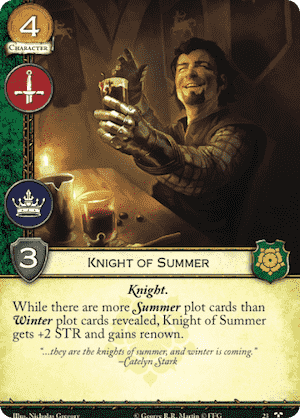 4
CHARACTER
3
KNIGHT OF SUMMER
Knight.
While there are more Summer plot cards than
Winter plot cards revealed, Knight of Summer
gets +2 STR and gains renown.
"...they are the knights of summer, and winter is coming."
–Catelyn Stark
Illus. Nicholas Gregory
© George R.R. Martin © FFG
23